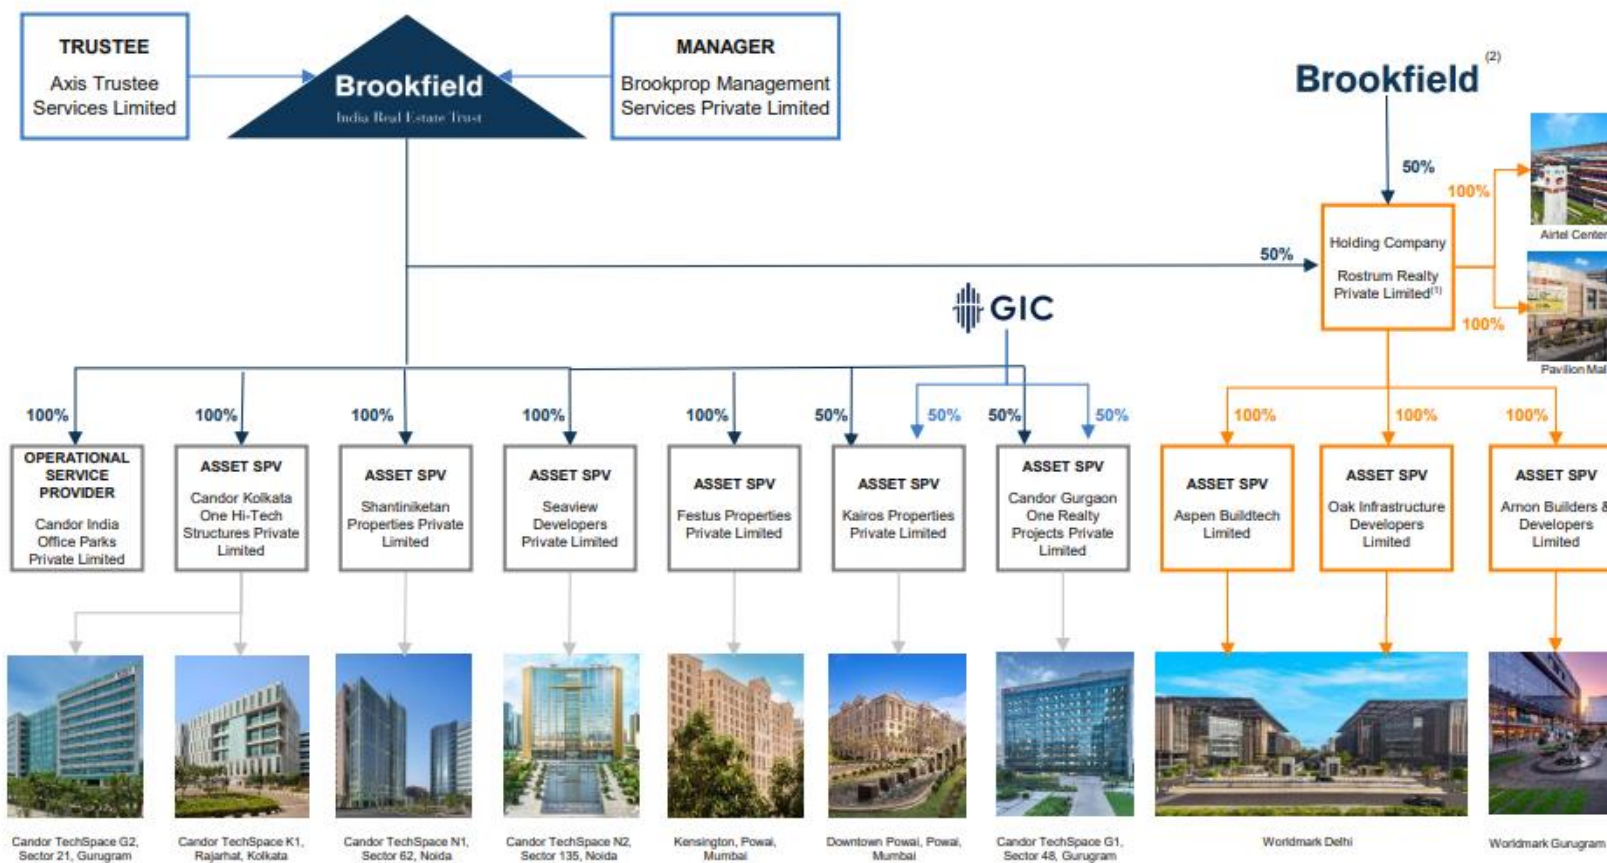 TRUSTEE
Axis Trustee
Services Limited
Brookfield
India Real Estate Trust
MANAGER
Brookprop Management
Services Private Limited
Brookfield (2)
50%
100%
Airtel Center
Holding Company
Rostrum Realty
Private Limited(1)
50%
100%
Pavilion Mal
GIC
100%
100%
100%
100%
100%
50%
50%
50%
50%
100%
100%
100%
OPERATIONAL
SERVICE
PROVIDER
Candor India
Office Parks
Private Limited
ASSET SPV
Candor Kolkata
One Hi-Tech
Structures Private
Limited
ASSET SPV
Shantiniketan
Properties Private
Limited
ASSET SPV
Seaview
Developers
Private Limited
ASSET SPV
Festus Properties
Private Limited
ASSET SPV
Kairos Properties
Private Limited
ASSET SPV
Candor Gurgaon
One Realty
Projects Private
Limited
ASSET SPV
Aspen Buildtech
Limited
ASSET SPV
Oak Infrastructure
Developers
Limited
ASSET SPV
Arnon Builders &
Developers
Limited
Candor TechSpace G2,
Sector 21, Gurugram
Candor TechSpace K1,
Rajarhat, Kolkata
Candor TechSpace N1,
Sector 62, Noida
Candor TechSpace N2,
Sector 135, Noida
Kensington, Powai,
Mumbai
Downtown Powai, Powai,
Mumbai
Candor TechSpace G1,
Sector 48, Gurugram
Worldmark Delhi
Worldmark Gurugram